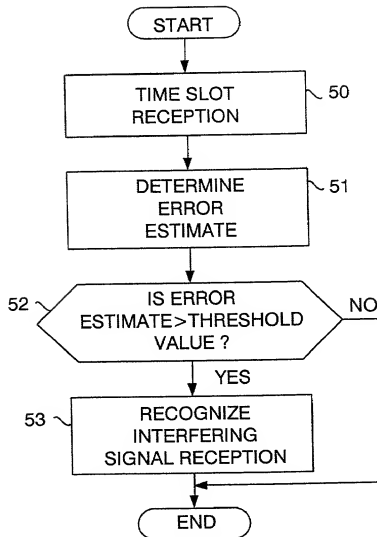 START
TIME SLOT
RECEPTION
50
DETERMINE
ERROR
ESTIMATE
51
52
IS ERROR
ESTIMATE>THRESHOLD
VALUE ?
NO
YES
53
RECOGNIZE
INTERFERING
SIGNAL RECEPTION
END